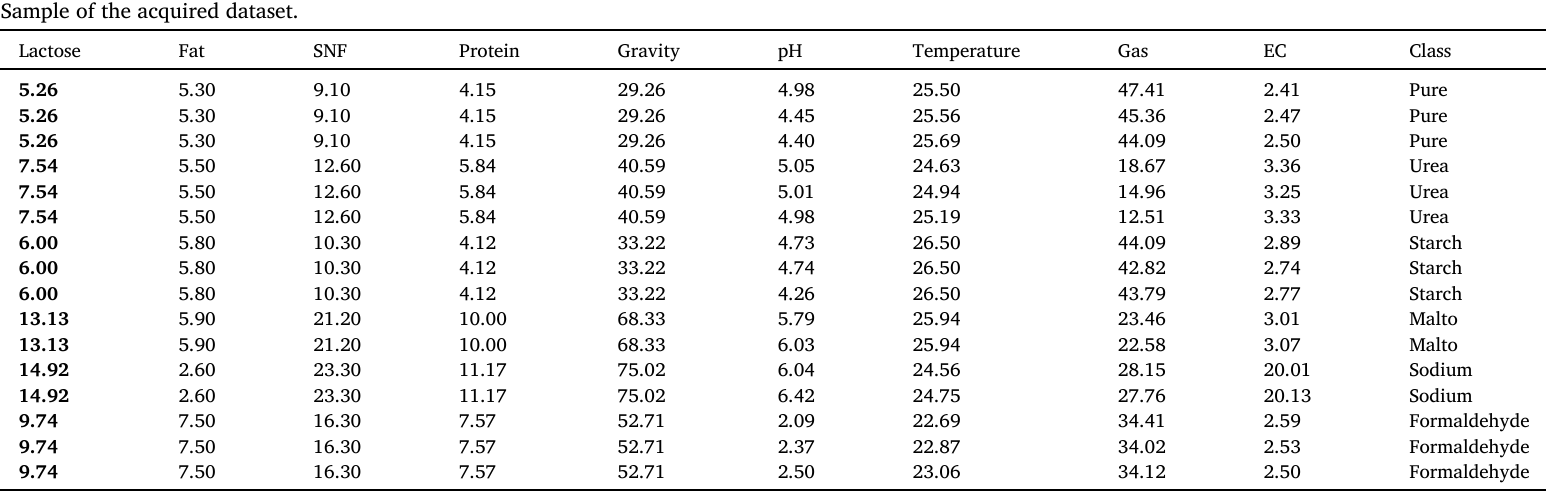 Sample of the acquired dataset.
Lactose Fat SNF Protein Gravity pH Temperature Gas EC Class
5.26 5.30 9.10 4.15 29.26 4.98 25.50 47.41 2.41 Pure
5.26 5.30 9.10 4.15 29.26 4.45 25.56 45.36 2.47 Pure
5.26 5.30 9.10 4.15 29.26 4.40 25.69 44.09 2.50 Pure
7.54 5.50 12.60 5.84 40.59 5.05 24.63 18.67 3.36 Urea
7.54 5.50 12.60 5.84 40.59 5.01 24.94 14.96 3.25 Urea
7.54 5.50 12.60 5.84 40.59 4.98 25.19 12.51 3.33 Urea
6.00 5.80 10.30 4.12 33.22 4.73 26.50 44.09 2.89 Starch
6.00 5.80 10.30 4.12 33.22 4.74 26.50 42.82 2.74 Starch
6.00 5.80 10.30 4.12 33.22 4.26 26.50 43.79 2.77 Starch
13.13 5.90 21.20 10.00 68.33 5.79 25.94 23.46 3.01 Malto
13.13 5.90 21.20 10.00 68.33 6.03 25.94 22.58 3.07 Malto
14.92 2.60 23.30 11.17 75.02 6.04 24.56 28.15 20.01 Sodium
14.92 2.60 23.30 11.17 75.02 6.42 24.75 27.76 20.13 Sodium
9.74 7.50 16.30 7.57 52.71 2.09 22.69 34.41 2.59 Formaldehyde
9.74 7.50 16.30 7.57 52.71 2.37 22.87 34.02 2.53 Formaldehyde
9.74 7.50 16.30 7.57 52.71 2.50 23.06 34.12 2.50 Formaldehyde